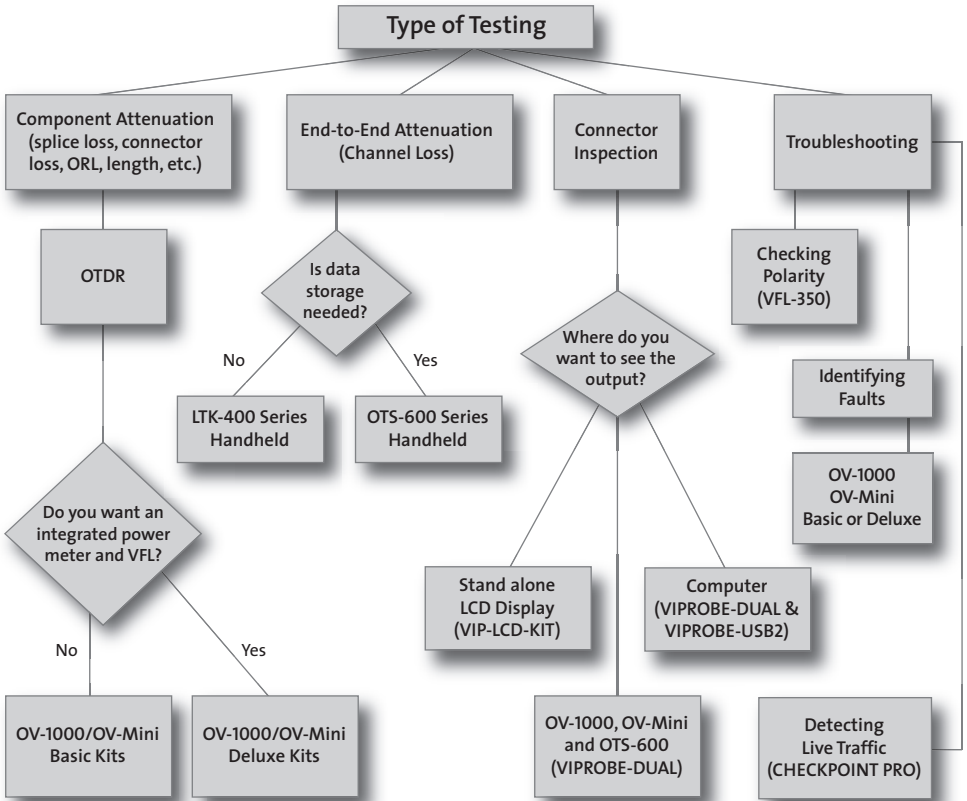 Type of Testing
Component Attenuation
(splice loss, connector
loss, ORL, length, etc.)
End-to-End Attenuation
(Channel Loss)
Connector
Inspection
Troubleshooting
OTDR
Is data
storage
needed?
Checking
Polarity
(VFL-350)
Where do you
want to see the
output?
No
Yes
Identifying
Faults
LTK-400 Series
Handheld
OTS-600 Series
Handheld
OV-1000
OV-Mini
Basic or Deluxe
Do you want an
integrated power
meter and VFL?
Stand alone
LCD Display
(VIP-LCD-KIT)
Computer
(VIPROBE-DUAL &
VIPROBE-USB2)
No
Yes
OV-1000/OV-Mini
Basic Kits
OV-1000/OV-Mini
Deluxe Kits
OV-1000, OV-Mini
and OTS-600
(VIPROBE-DUAL)
Detecting
Live Traffic
(CHECKPOINT PRO)